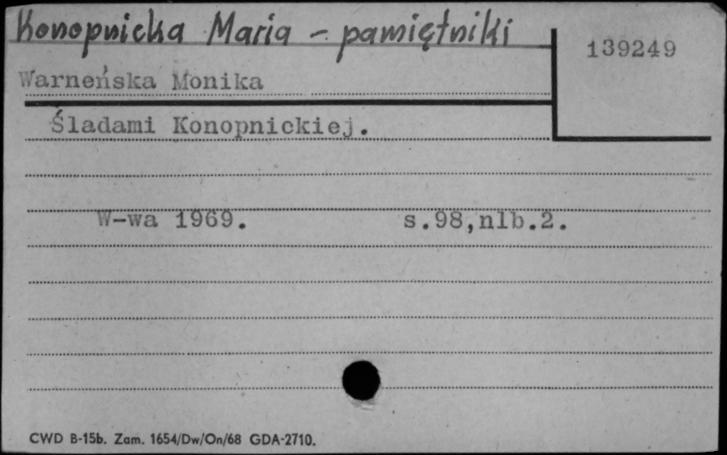 Konopnicka Maria - pamiętniki
139249
Warneńska Monika
Śladami Konopnickiej.
W-wa 1969. s.98,nlb.2.
CWD B-15b. Zam. 1654/Dw/On/68 GDA-2710.